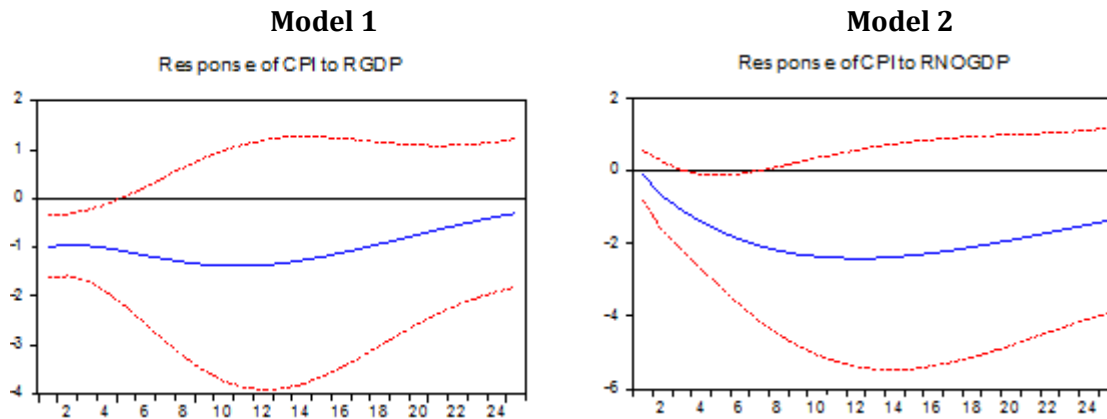 Model 1
Model 2
Response of CPI to RGDP
Response of CPI to RNOGDP
2
1
0
-1
-2
-3
-4
2 4 6 8 10 12 14 16 18 20 22 24
2
0
-2
-4
-6
2 4 6 8 10 12 14 16 18 20 22 24